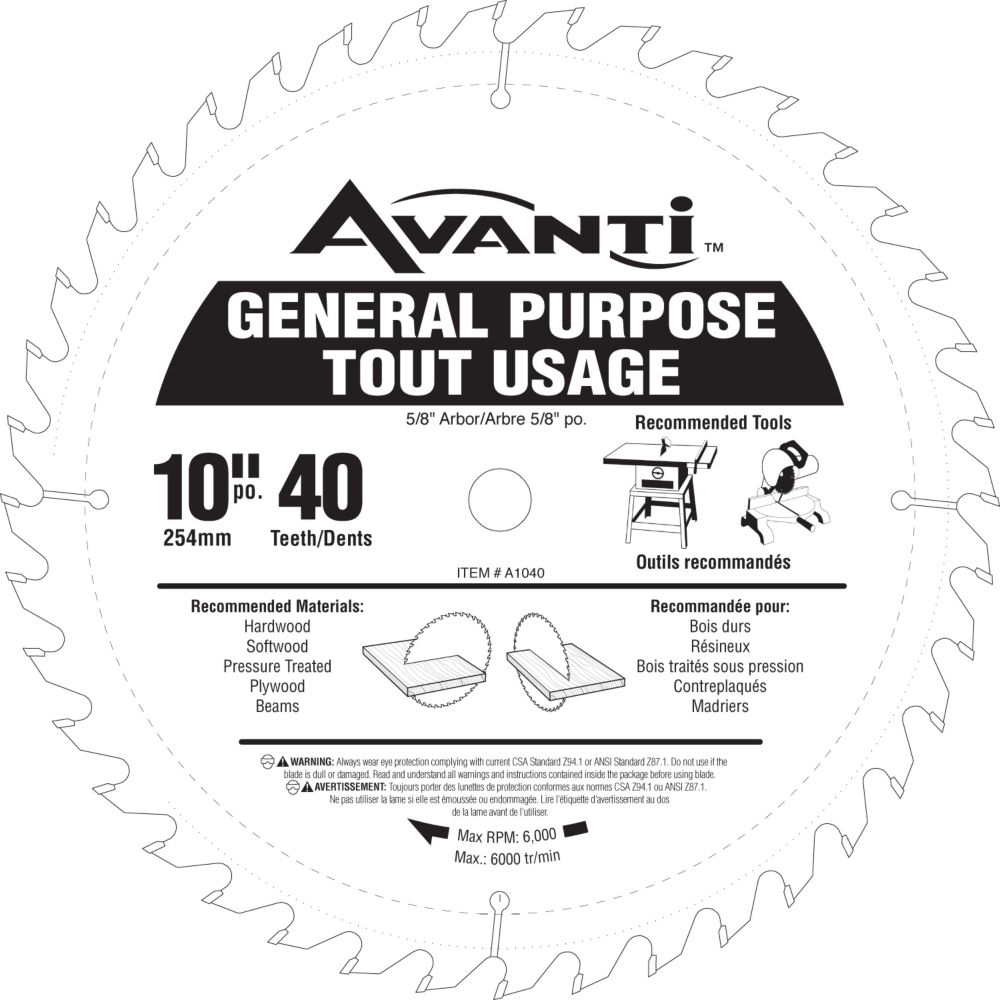 AVANTi™
GENERAL PURPOSE
TOUT USAGE
5/8" Arbor/Arbre 5/8" po.
Recommended Tools
10" po. 40
254mm Teeth/Dents
Outils recommandés
ITEM # A1040
Recommended Materials:
Hardwood
Softwood
Pressure Treated
Plywood
Beams
Recommandée pour:
Bois durs
Résineux
Bois traités sous pression
Contreplaqués
Madriers
WARNING: Always wear eye protection complying with current CSA Standard Z94.1 or ANSI Standard Z87.1. Do not use if the
blade is dull or damaged. Read and understand all warnings and instructions contained inside the package before using blade.
AVERTISSEMENT: Toujours porter des lunettes de protection conformes aux normes CSA Z94.1 ou ANSI Z87.1.
Ne pas utiliser la lame si elle est émoussée ou endommagée. Lire l'étiquette d'avertissement au dos
de la lame avant de l'utiliser.
Max RPM: 6,000
Max.: 6000 tr/min